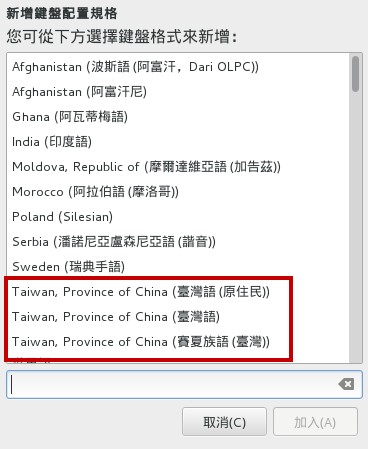 新增鍵盤配置規格
您可從下方選擇鍵盤格式來新增:
Afghanistan (波斯語 (阿富汗，Dari OLPC))
Afghanistan (阿富汗尼)
Ghana (阿瓦蒂梅語)
India (印度語)
Moldova, Republic of (摩爾達維亞語 (加告茲))
Morocco (阿拉伯語 (摩洛哥))
Poland (Silesian)
Serbia (潘諾尼亞盧森尼亞語 (諧音))
Sweden (瑞典手語)
Taiwan, Province of China (臺灣語 (原住民))
Taiwan, Province of China (臺灣語)
Taiwan, Province of China (賽夏族語 (臺灣))
取消(C)
加入(A)